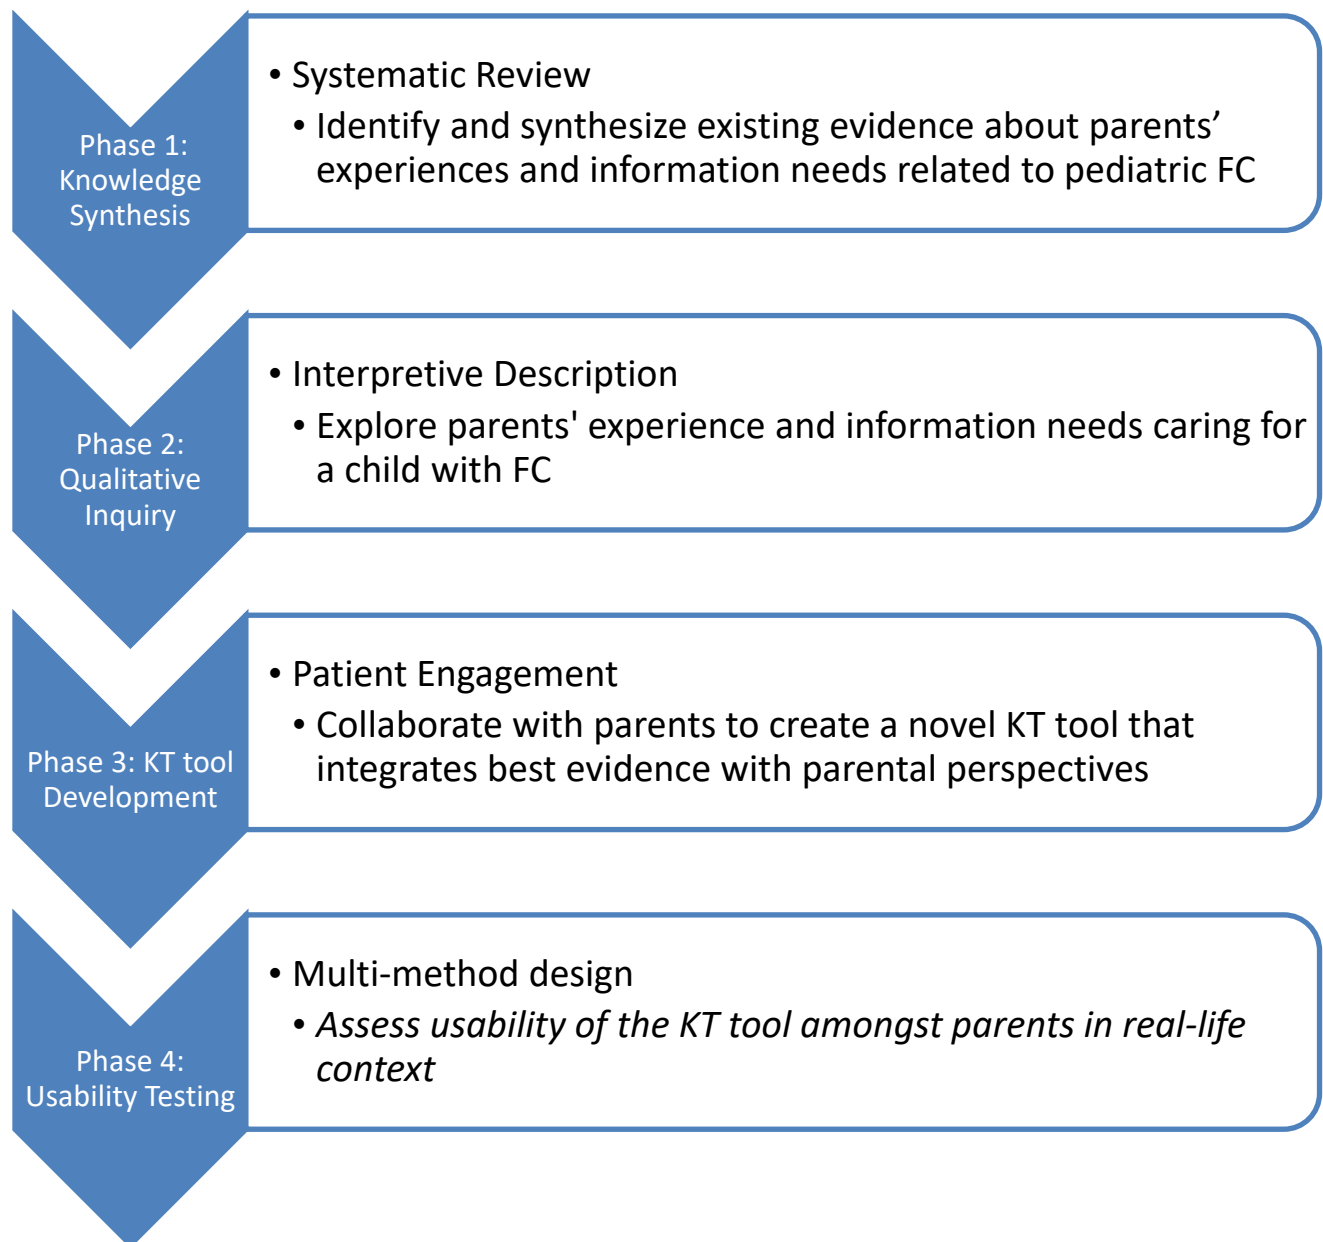 Phase 1:
Knowledge
Synthesis
• Systematic Review
• Identify and synthesize existing evidence about parents’
experiences and information needs related to pediatric FC
Phase 2:
Qualitative
Inquiry
• Interpretive Description
• Explore parents' experience and information needs caring for
a child with FC
Phase 3: KT tool
Development
• Patient Engagement
• Collaborate with parents to create a novel KT tool that
integrates best evidence with parental perspectives
Phase 4:
Usability Testing
• Multi-method design
• Assess usability of the KT tool amongst parents in real-life
context